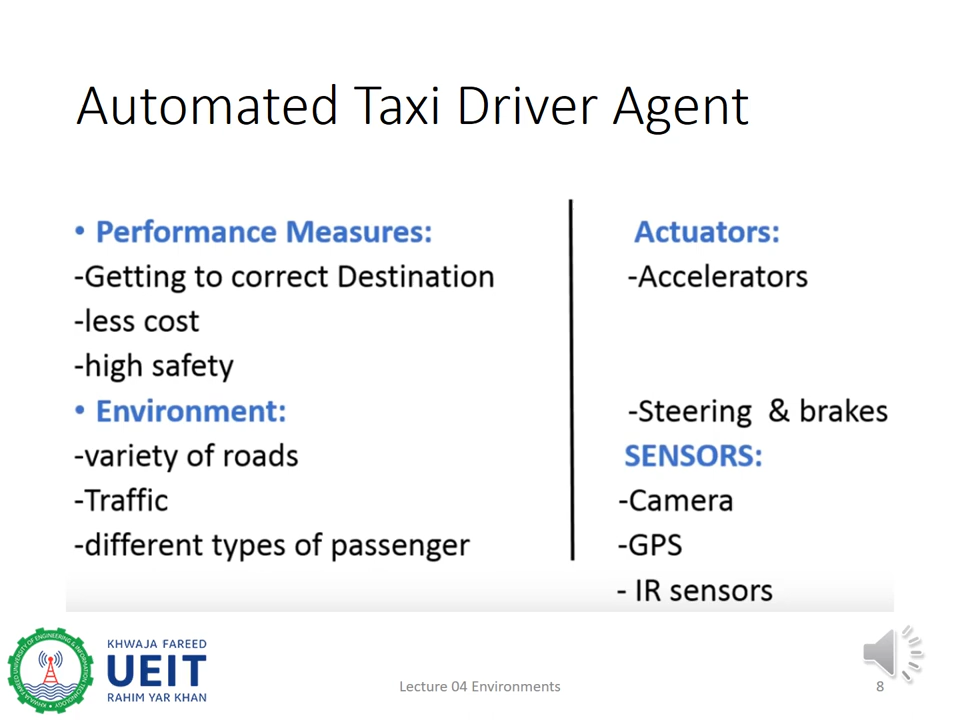 Automated Taxi Driver Agent
• Performance Measures:
-Getting to correct Destination
-less cost
-high safety
• Environment:
-variety of roads
-Traffic
-different types of passenger
Actuators:
-Accelerators
-Steering & brakes
SENSORS:
-Camera
-GPS
- IR sensors
KHWAJA FAREED
UEIT
RAHIM YAR KHAN
Lecture 04 Environments
8